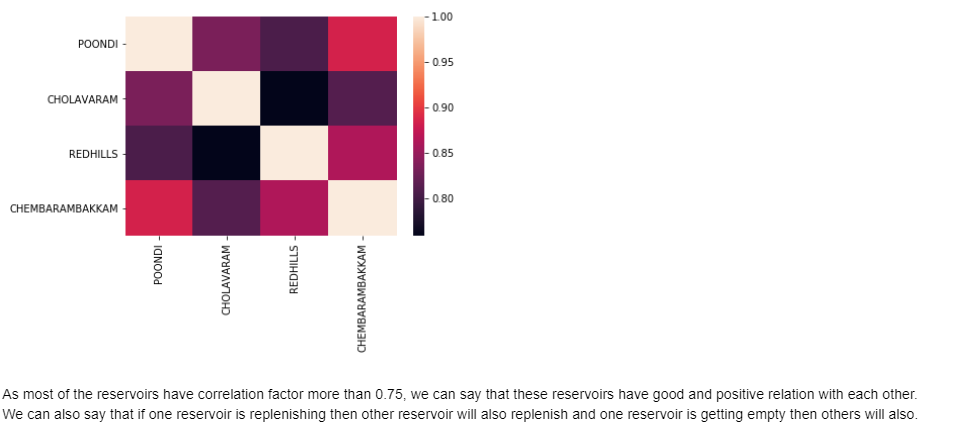 1.00
POONDI
0.95
CHOLAVARAM
0.90
REDHILLS
0.85
0.80
CHEMBARAMBAKKAM
POONDI
CHOLAVARAM
REDHILLS
CHEMBARAMBAKKAM
As most of the reservoirs have correlation factor more than 0.75, we can say that these reservoirs have good and positive relation with each other.
We can also say that if one reservoir is replenishing then other reservoir will also replenish and one reservoir is getting empty then others will also.